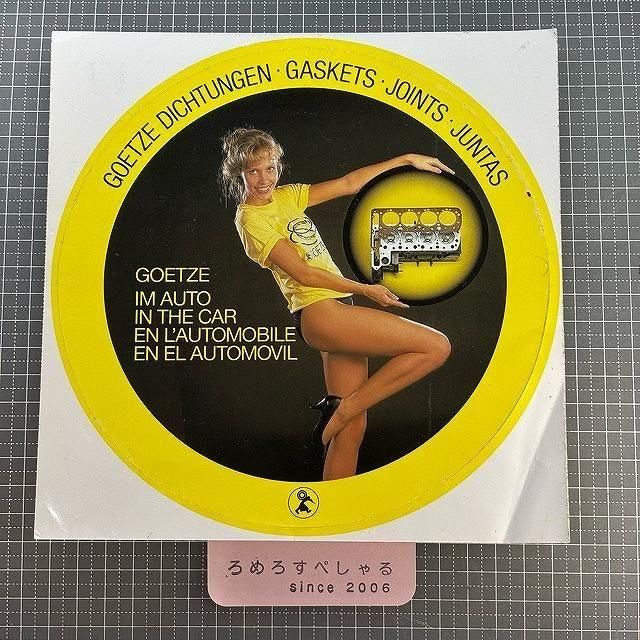 GOETZE DICHTUNGEN · GASKETS · JOINTS · JUNTAS
GOETZE
IM AUTO
IN THE CAR
EN L'AUTOMOBILE
EN EL AUTOMOVIL
ろめろすぺしゃる
since 2006